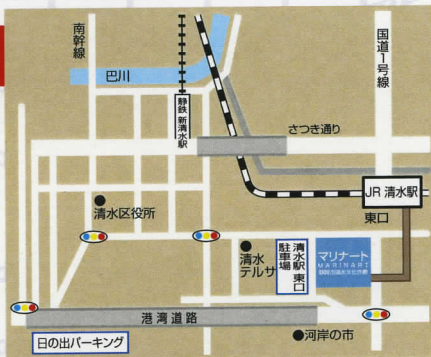 南幹線
国道1号線
巴川
静鉄 新清水駅
さつき通り
JR 清水駅
東口
清水区役所
清水
テルサ
清水駅 東口
駐車場
マリナート
MARINART
静岡市清水文化会館
港湾道路
日の出パーキング
河岸の市